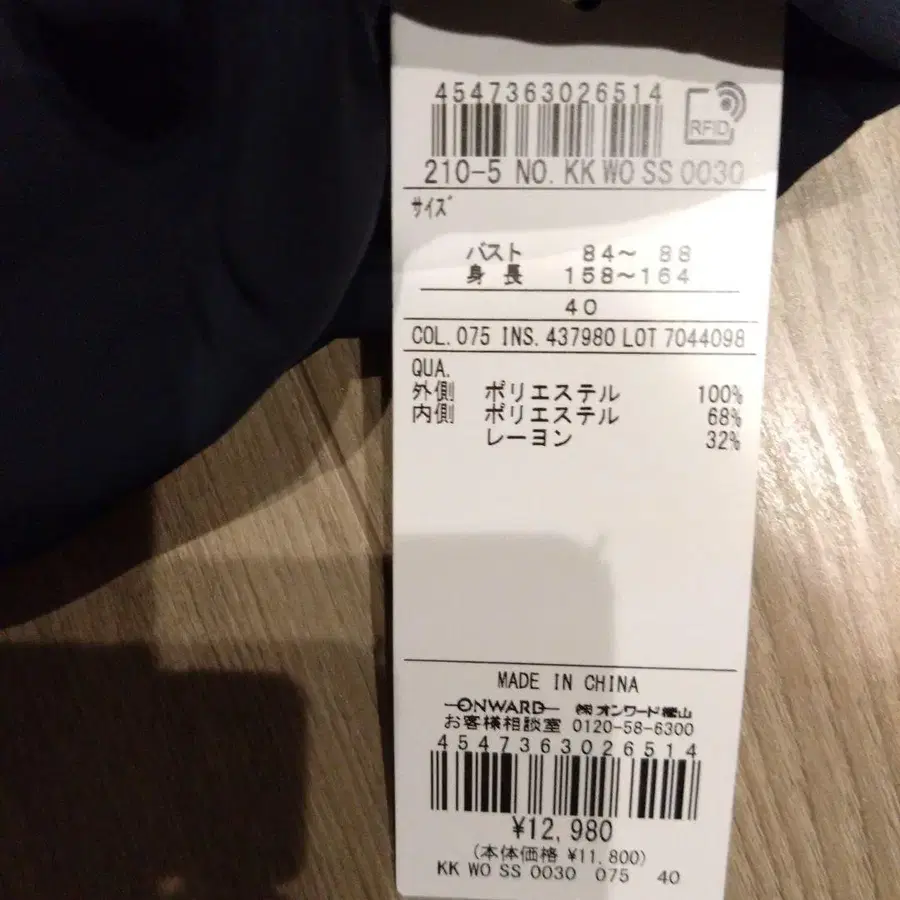 4547363026514
RFID
210-5 NO. KK WO SS 0030
サイズ
バスト 84～ 88
身 長 158～164
40
COL. 075 INS. 437980 LOT 7044098
QUA.
外側 ポリエステル 100%
内側 ポリエステル 68%
レーヨン 32%
MADE IN CHINA
ONWARD ㈱オンワード樫山
お客様相談室 0120-58-6300
4547363026514
¥12,980
(本体価格 ¥11,800)
KK WO SS 0030 075 40